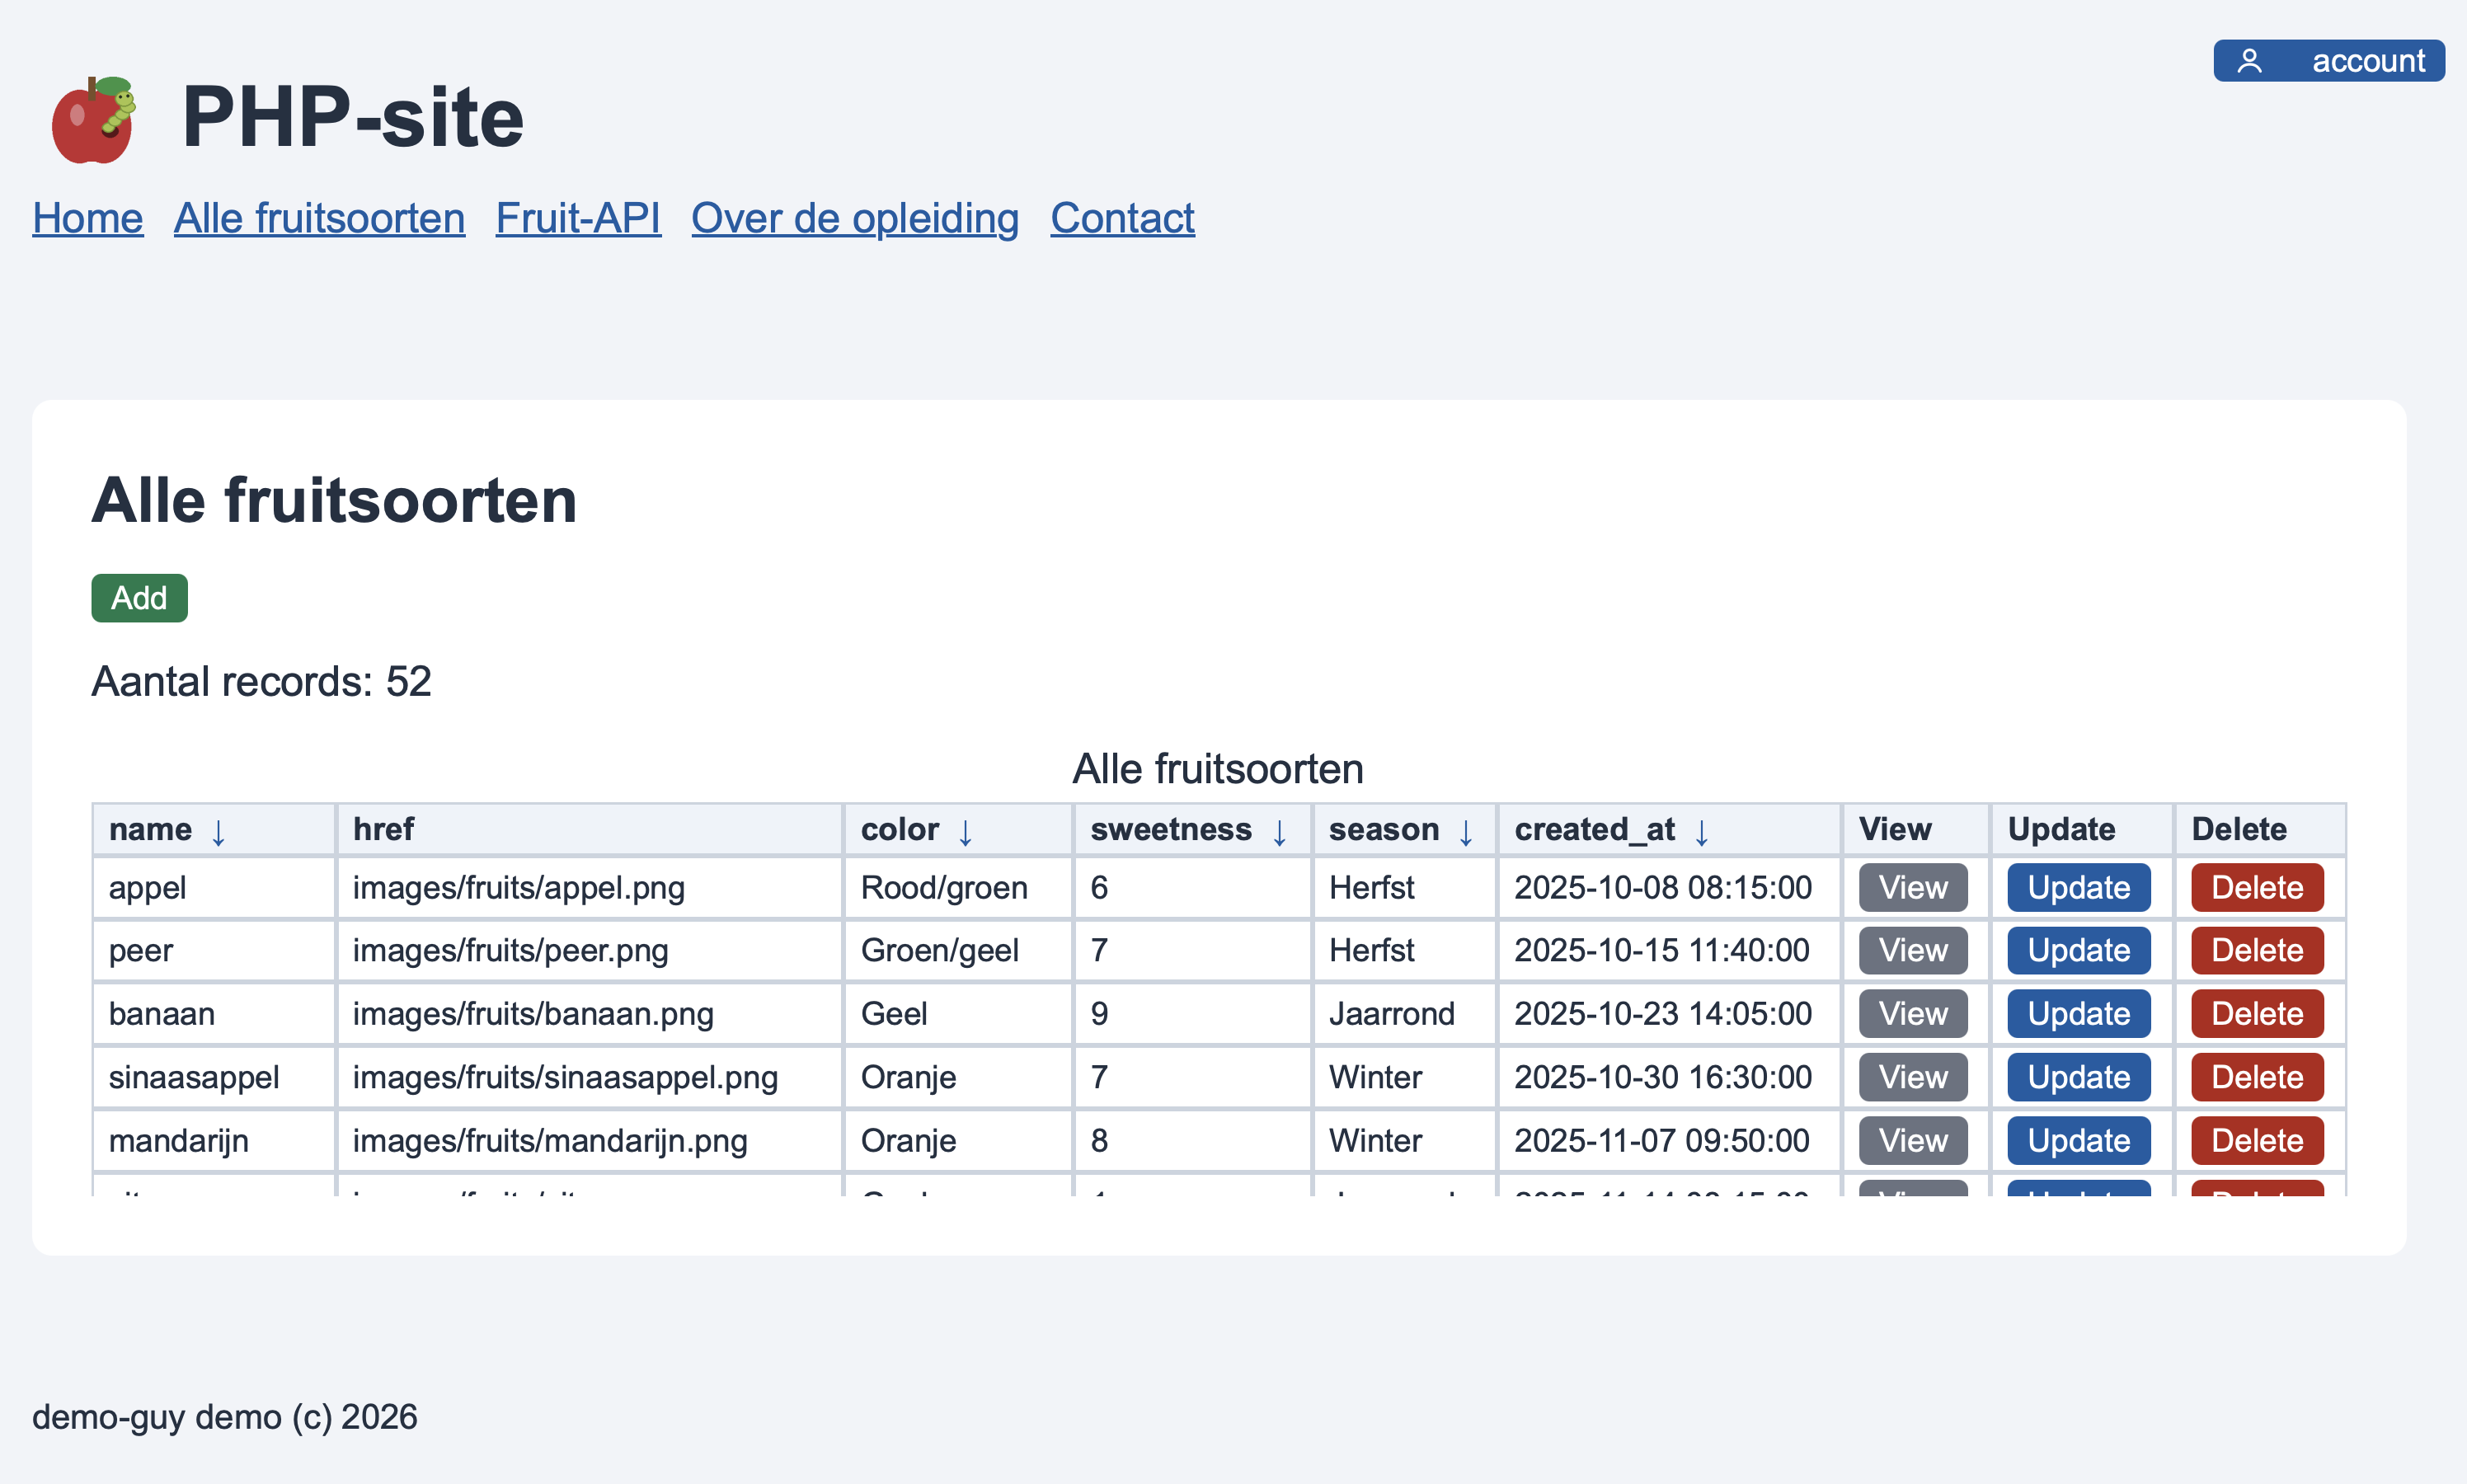 account
PHP-site
Home Alle fruitsoorten Fruit-API Over de opleiding Contact
Alle fruitsoorten
Add
Aantal records: 52
Alle fruitsoorten
name ↓ href color ↓ sweetness ↓ season ↓ created_at ↓ View Update Delete
appel images/fruits/appel.png Rood/groen 6 Herfst 2025-10-08 08:15:00 View Update Delete
peer images/fruits/peer.png Groen/geel 7 Herfst 2025-10-15 11:40:00 View Update Delete
banaan images/fruits/banaan.png Geel 9 Jaarrond 2025-10-23 14:05:00 View Update Delete
sinaasappel images/fruits/sinaasappel.png Oranje 7 Winter 2025-10-30 16:30:00 View Update Delete
mandarijn images/fruits/mandarijn.png Oranje 8 Winter 2025-11-07 09:50:00 View Update Delete
View Update Delete
demo-guy demo (c) 2026